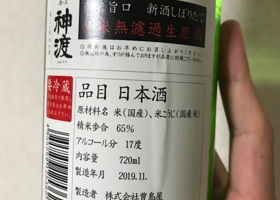 神渡
旨口 新酒しぼりたて
純米無濾過生原酒
要冷蔵
品目 日本酒
原材料名 米(国産)、米こうじ(国産米)
精米歩合 65%
アルコール分 17度
内容量 720ml
製造年月 2019.11.
製造者 株式会社豊島屋